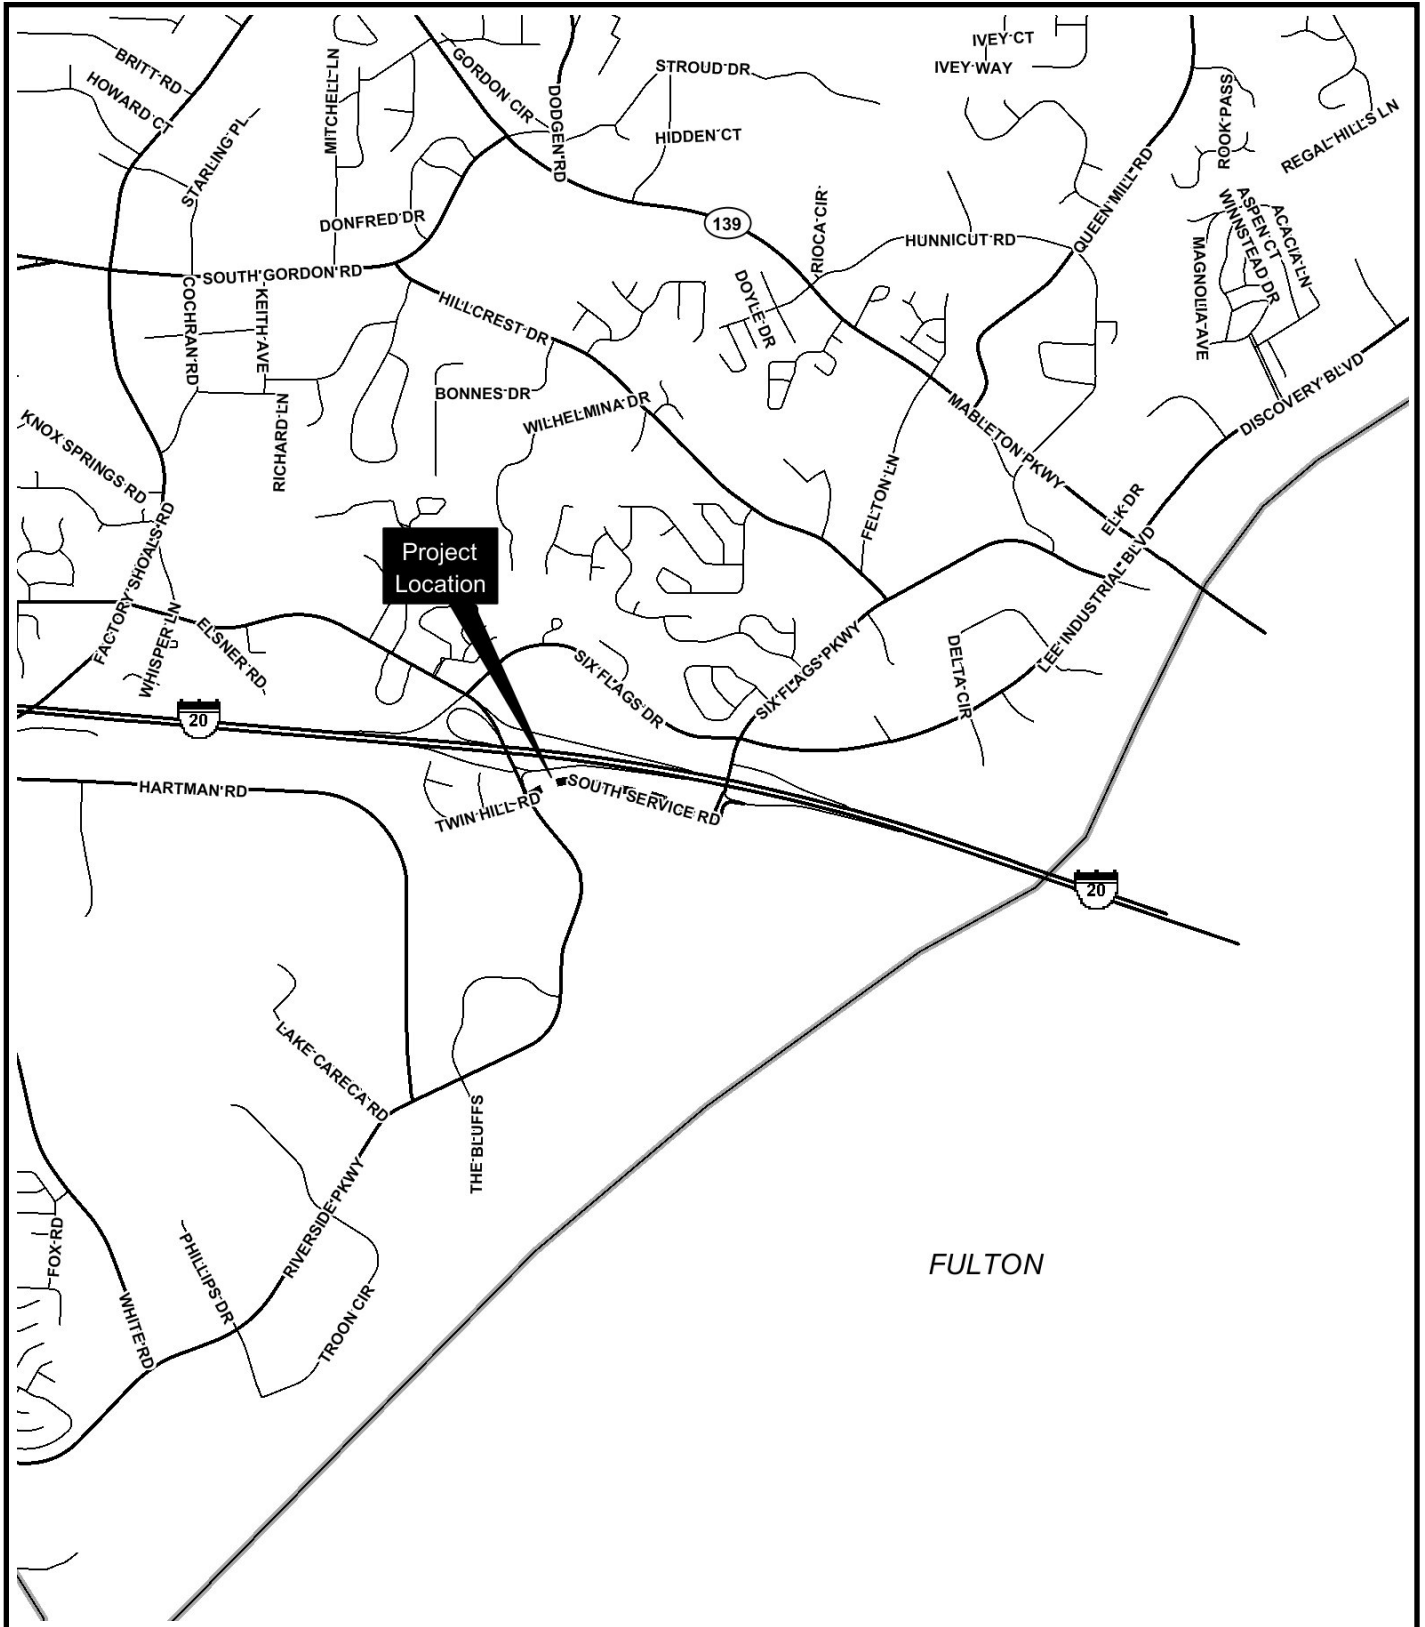 IVEY CT
IVEY WAY
BRITT RD
HOWARD CT
GORDON CIR
STROUD DR
MITCHELL LN
DODGEN RD
HIDDEN CT
ROOK PASS
REGAL HILLS LN
STARLING PL
QUEEN MILL RD
DONFRED DR
139
RIOCA CIR
HUNNICUT RD
ASPEN CT
WINNSTEAD DR
ACACIA LN
MAGNOLIA AVE
SOUTH GORDON RD
COCHRAN RD
KEITH AVE
HILLCREST DR
DOYLE DR
BONNES DR
WILHELMINA DR
MABLETON PKWY
DISCOVERY BLVD
KNOX SPRINGS RD
RICHARD LN
FELTON LN
ELK DR
FACTORY SHOALS RD
Project
Location
LEE INDUSTRIAL BLVD
WHISPER LN
ELSNER RD
SIX FLAGS DR
SIX FLAGS PKWY
DELTA CIR
20
HARTMAN RD
TWIN HILL RD
SOUTH SERVICE RD
20
LAKE CARECA RD
THE BLUFFS
RIVERSIDE PKWY
FOX RD
PHILLIPS DR
WHITE RD
TROON CIR
FULTON